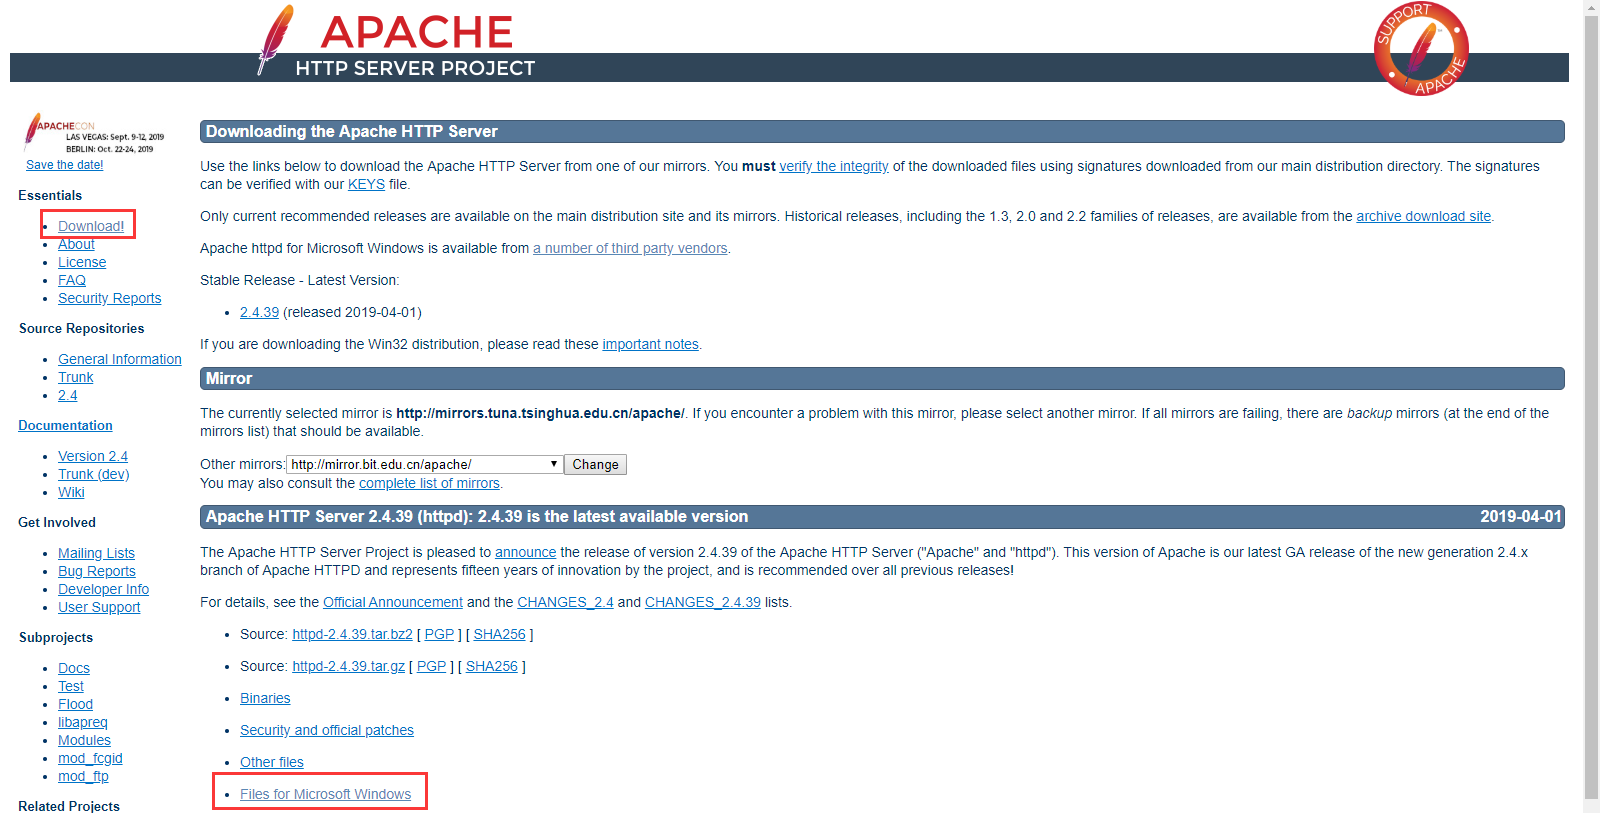 APACHE
HTTP SERVER PROJECT
SUPPORT
APACHE
APACHECON
LAS VEGAS: Sept. 9-12, 2019
BERLIN: Oct. 22-24, 2019
Save the date!
Essentials
Download!
About
License
FAQ
Security Reports
Source Repositories
General Information
Trunk
2.4
Documentation
Version 2.4
Trunk (dev)
Wiki
Get Involved
Mailing Lists
Bug Reports
Developer Info
User Support
Subprojects
Docs
Test
Flood
libapreq
Modules
mod_fcgid
mod_ftp
Related Projects
Downloading the Apache HTTP Server
Use the links below to download the Apache HTTP Server from one of our mirrors. You must verify the integrity of the downloaded files using signatures downloaded from our main distribution directory. The signatures
can be verified with our KEYS file.
Only current recommended releases are available on the main distribution site and its mirrors. Historical releases, including the 1.3, 2.0 and 2.2 families of releases, are available from the archive download site.
Apache httpd for Microsoft Windows is available from a number of third party vendors.
Stable Release - Latest Version:
2.4.39 (released 2019-04-01)
If you are downloading the Win32 distribution, please read these important notes.
Mirror
The currently selected mirror is http://mirrors.tuna.tsinghua.edu.cn/apache/. If you encounter a problem with this mirror, please select another mirror. If all mirrors are failing, there are backup mirrors (at the end of the
mirrors list) that should be available.
Other mirrors: http://mirror.bit.edu.cn/apache/ Change
You may also consult the complete list of mirrors.
Apache HTTP Server 2.4.39 (httpd): 2.4.39 is the latest available version 2019-04-01
The Apache HTTP Server Project is pleased to announce the release of version 2.4.39 of the Apache HTTP Server ("Apache" and "httpd"). This version of Apache is our latest GA release of the new generation 2.4.x
branch of Apache HTTPD and represents fifteen years of innovation by the project, and is recommended over all previous releases!
For details, see the Official Announcement and the CHANGES_2.4 and CHANGES_2.4.39 lists.
Source: httpd-2.4.39.tar.bz2 [ PGP ] [ SHA256 ]
Source: httpd-2.4.39.tar.gz [ PGP ] [ SHA256 ]
Binaries
Security and official patches
Other files
Files for Microsoft Windows